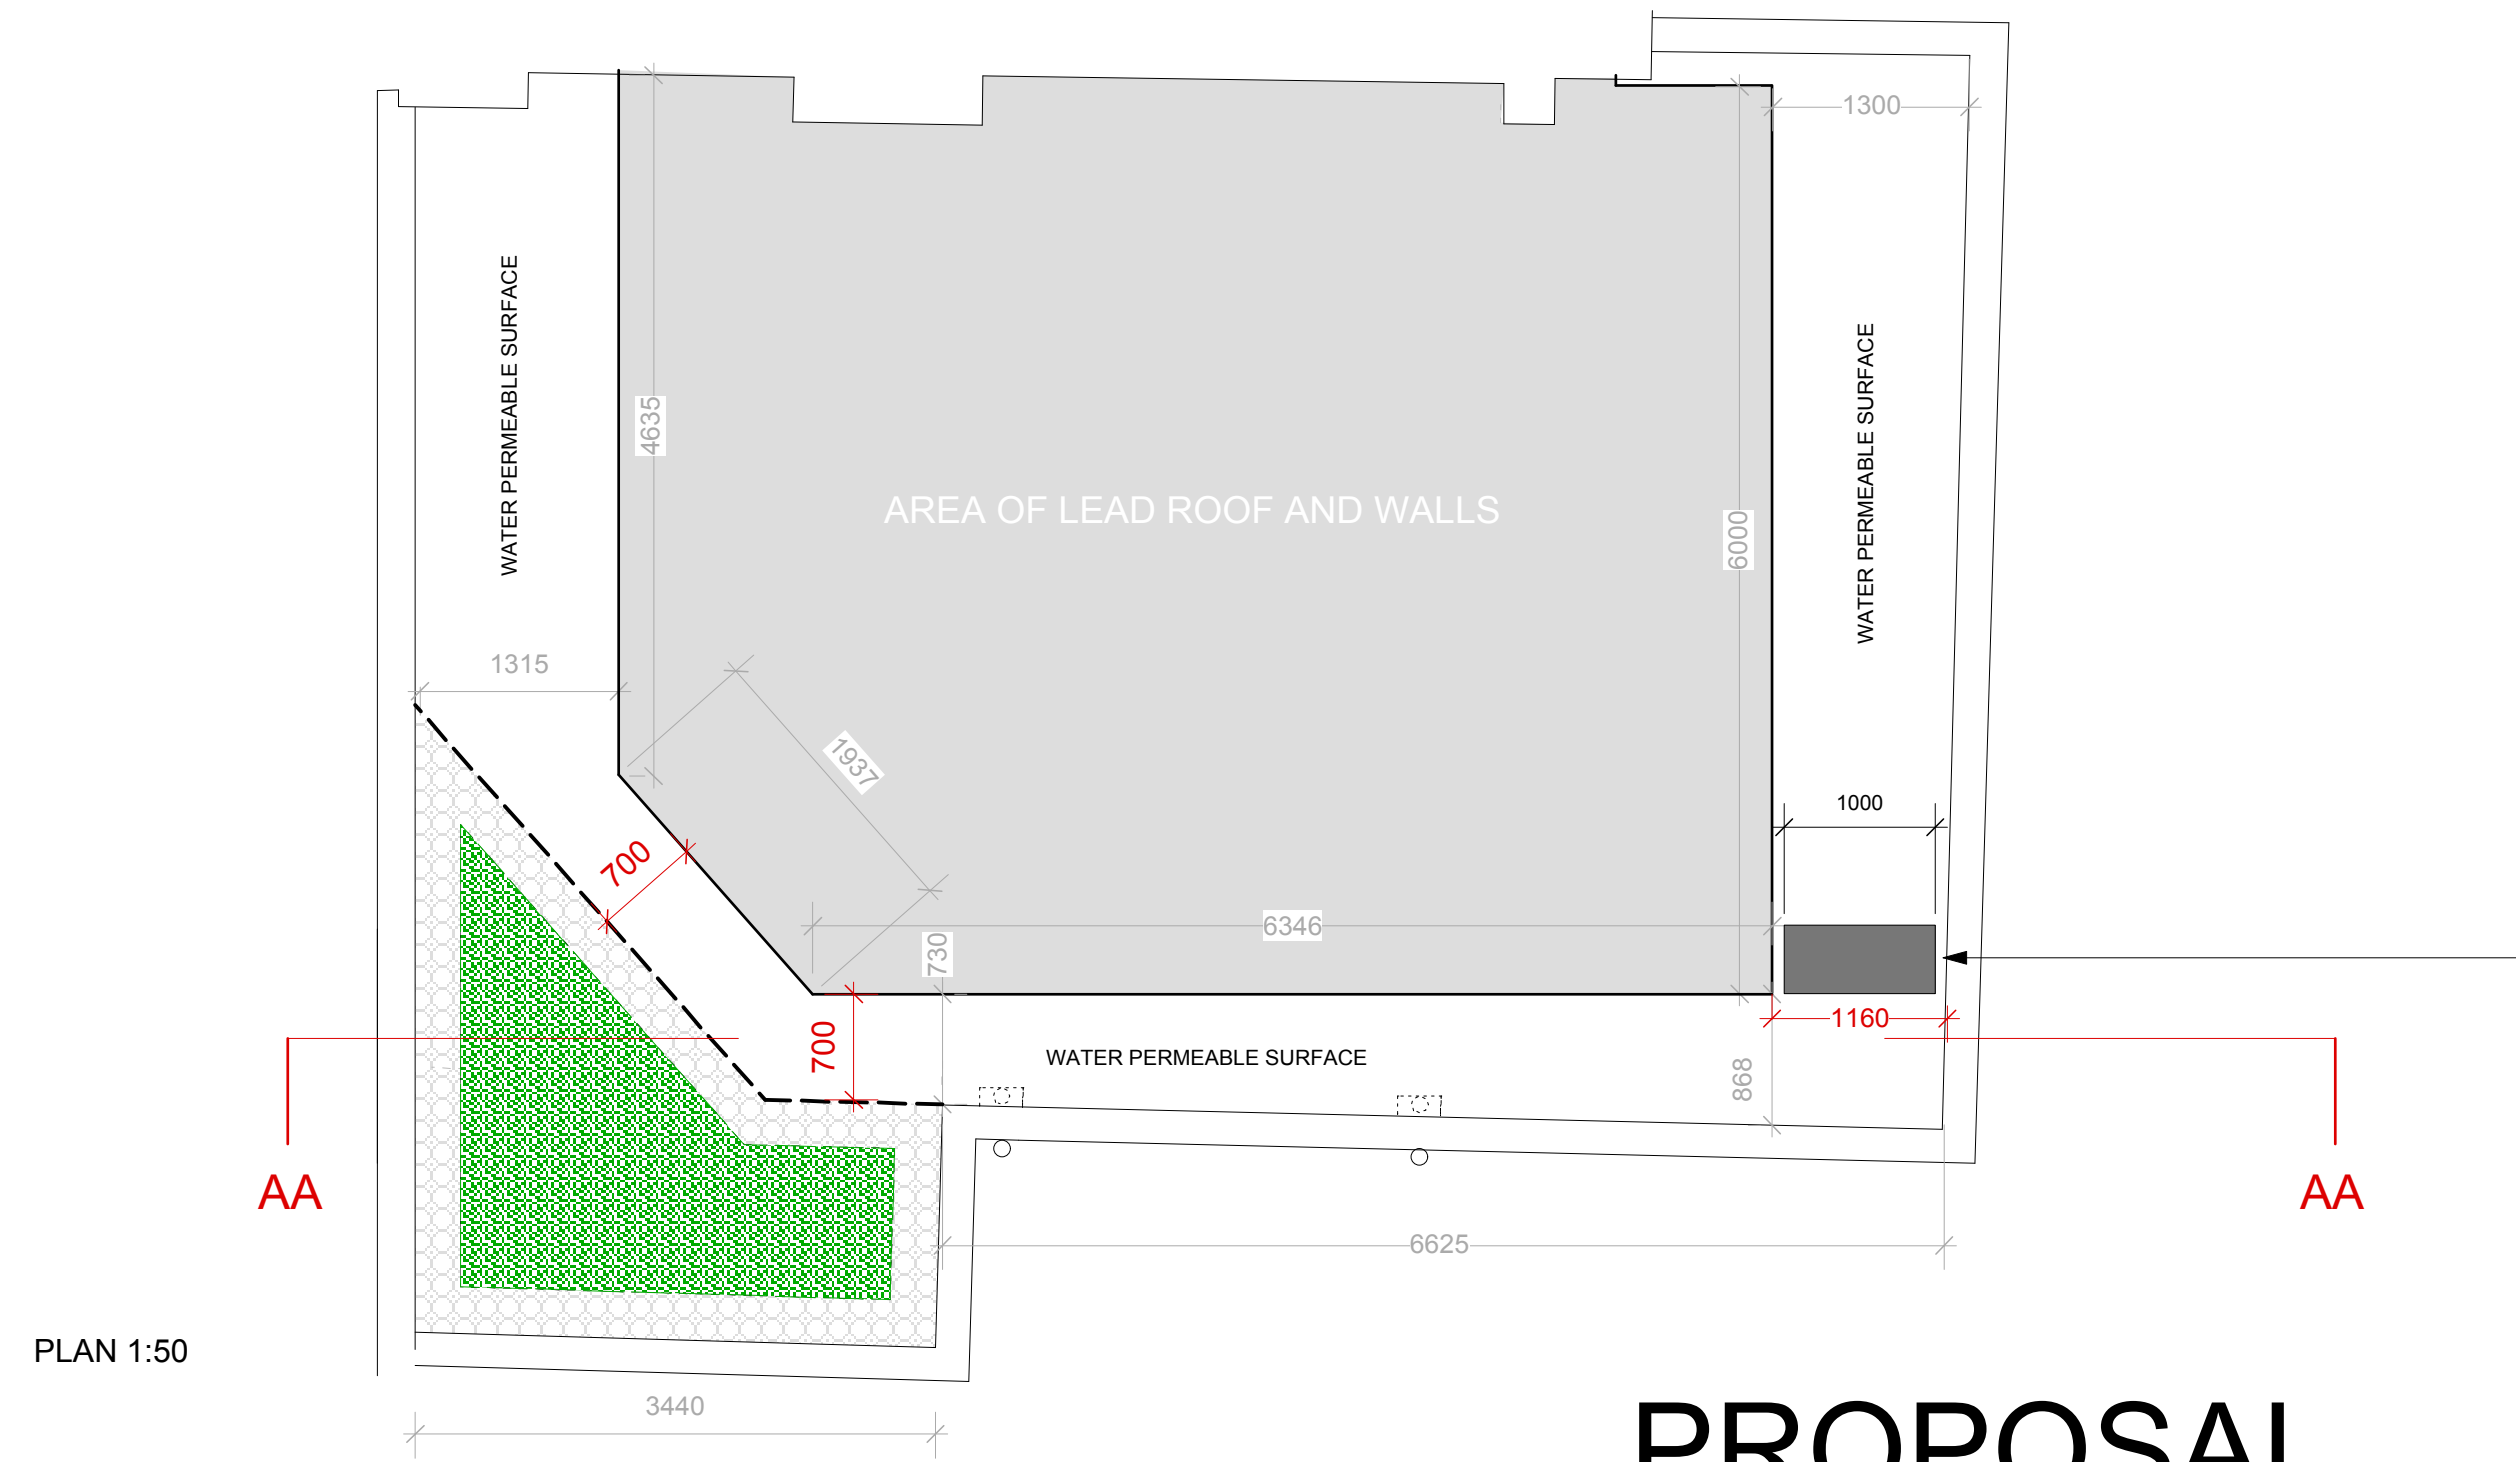 1300
WATER PERMEABLE SURFACE
WATER PERMEABLE SURFACE
4635
AREA OF LEAD ROOF AND WALLS
6000
1315
1937
1000
700
6346
730
1160
700
WATER PERMEABLE SURFACE
868
AA
AA
6625
PLAN 1:50
3440
PROPOSAL